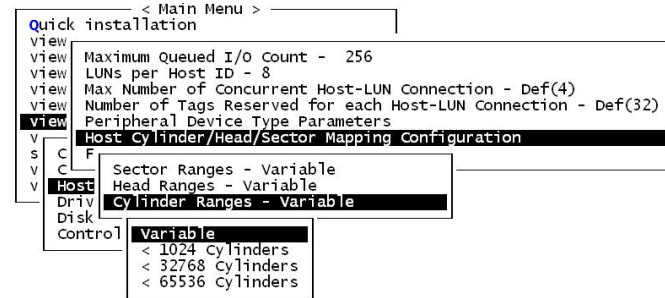 < Main Menu >
Quick installation
view
view Maximum Queued I/O Count - 256
view LUNs per Host ID - 8
view Max Number of Concurrent Host-LUN Connection - Def(4)
view Number of Tags Reserved for each Host-LUN Connection - Def(32)
view Peripheral Device Type Parameters
v Host Cylinder/Head/Sector Mapping Configuration
s C F
v C Sector Ranges - Variable
v Host Head Ranges - Variable
Driv Cylinder Ranges - Variable
Disk
Control Variable
< 1024 Cylinders
< 32768 Cylinders
< 65536 Cylinders